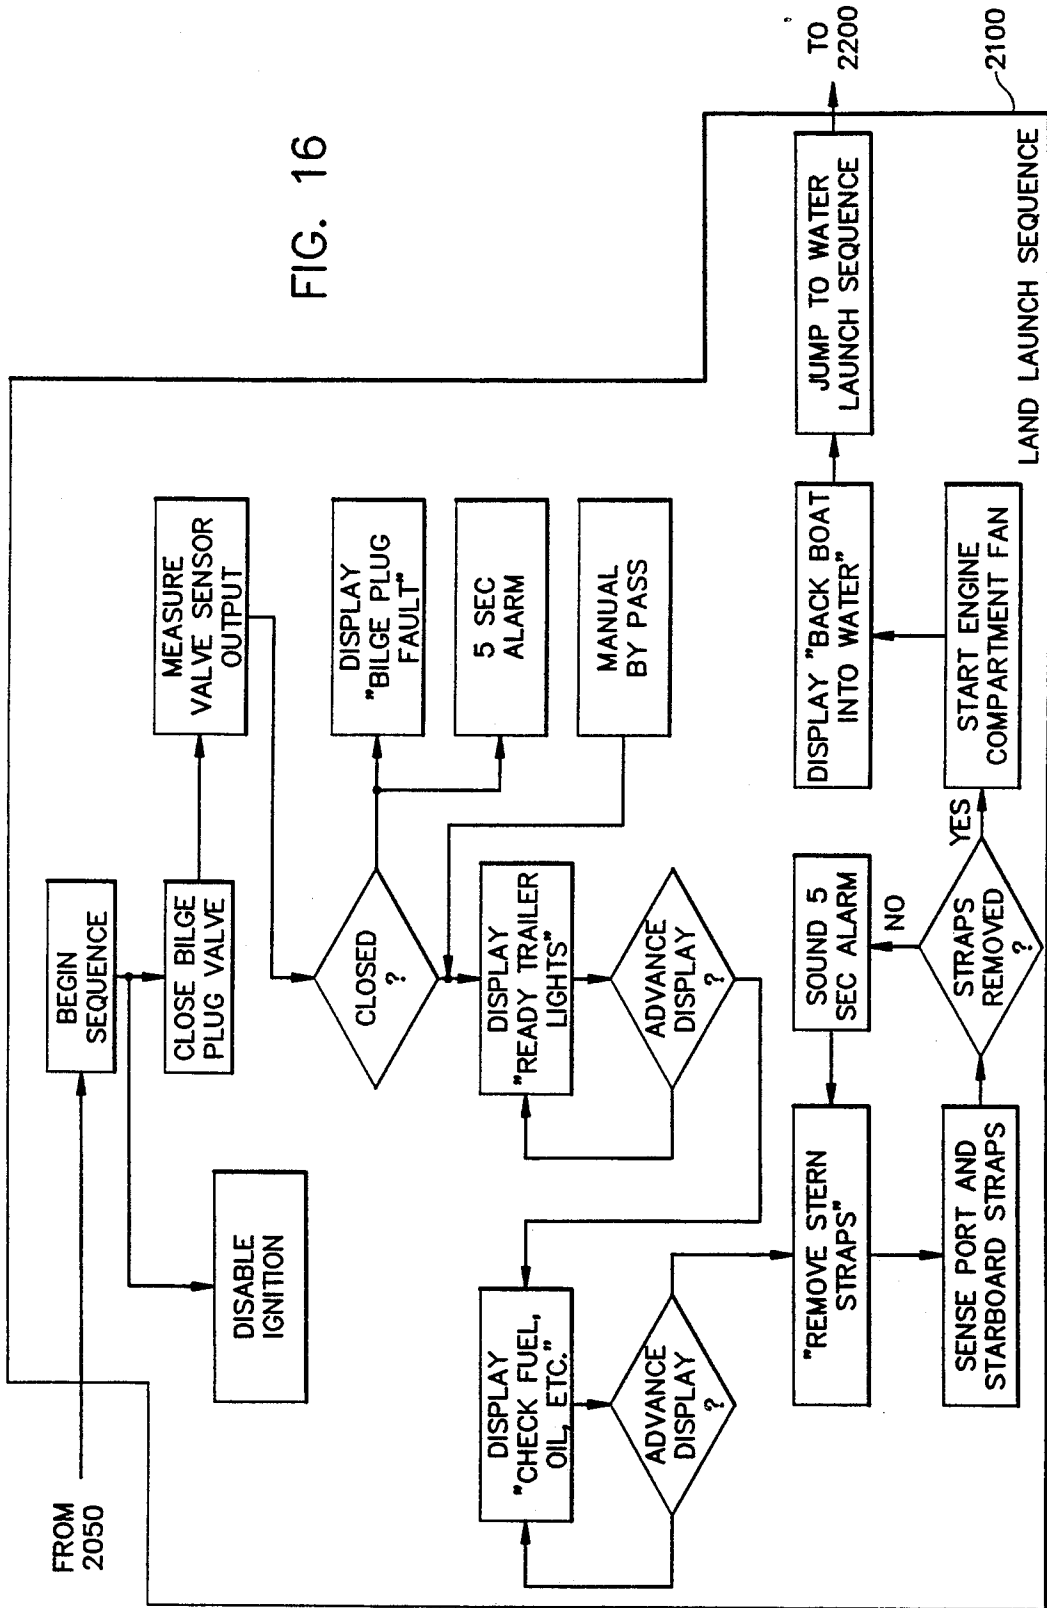 FIG. 16
FROM
2050
BEGIN
SEQUENCE
DISABLE
IGNITION
CLOSE BILGE
PLUG VALVE
MEASURE
VALVE SENSOR
OUTPUT
CLOSED
?
DISPLAY
"BILGE PLUG
FAULT"
5 SEC
ALARM
MANUAL
BY PASS
DISPLAY
"READY TRAILER
LIGHTS"
ADVANCE
DISPLAY
?
DISPLAY
"CHECK FUEL,
OIL, ETC."
ADVANCE
DISPLAY
?
"REMOVE STERN
STRAPS"
SENSE PORT AND
STARBOARD STRAPS
STRAPS
REMOVED
?
NO
SOUND 5
SEC ALARM
YES
START ENGINE
COMPARTMENT FAN
DISPLAY "BACK BOAT
INTO WATER"
JUMP TO WATER
LAUNCH SEQUENCE
TO
2200
2100
LAND LAUNCH SEQUENCE